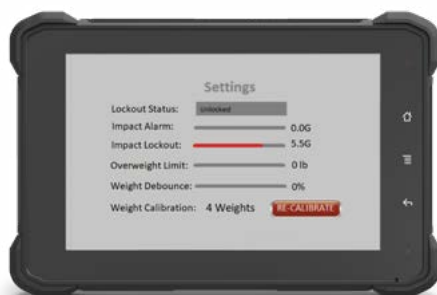 Settings
Lockout Status: Unlocked
Impact Alarm: 0.0G
Impact Lockout: 5.5G
Overweight Limit: 0 lb
Weight Debounce: 0%
Weight Calibration: 4 Weights RE-CALIBRATE